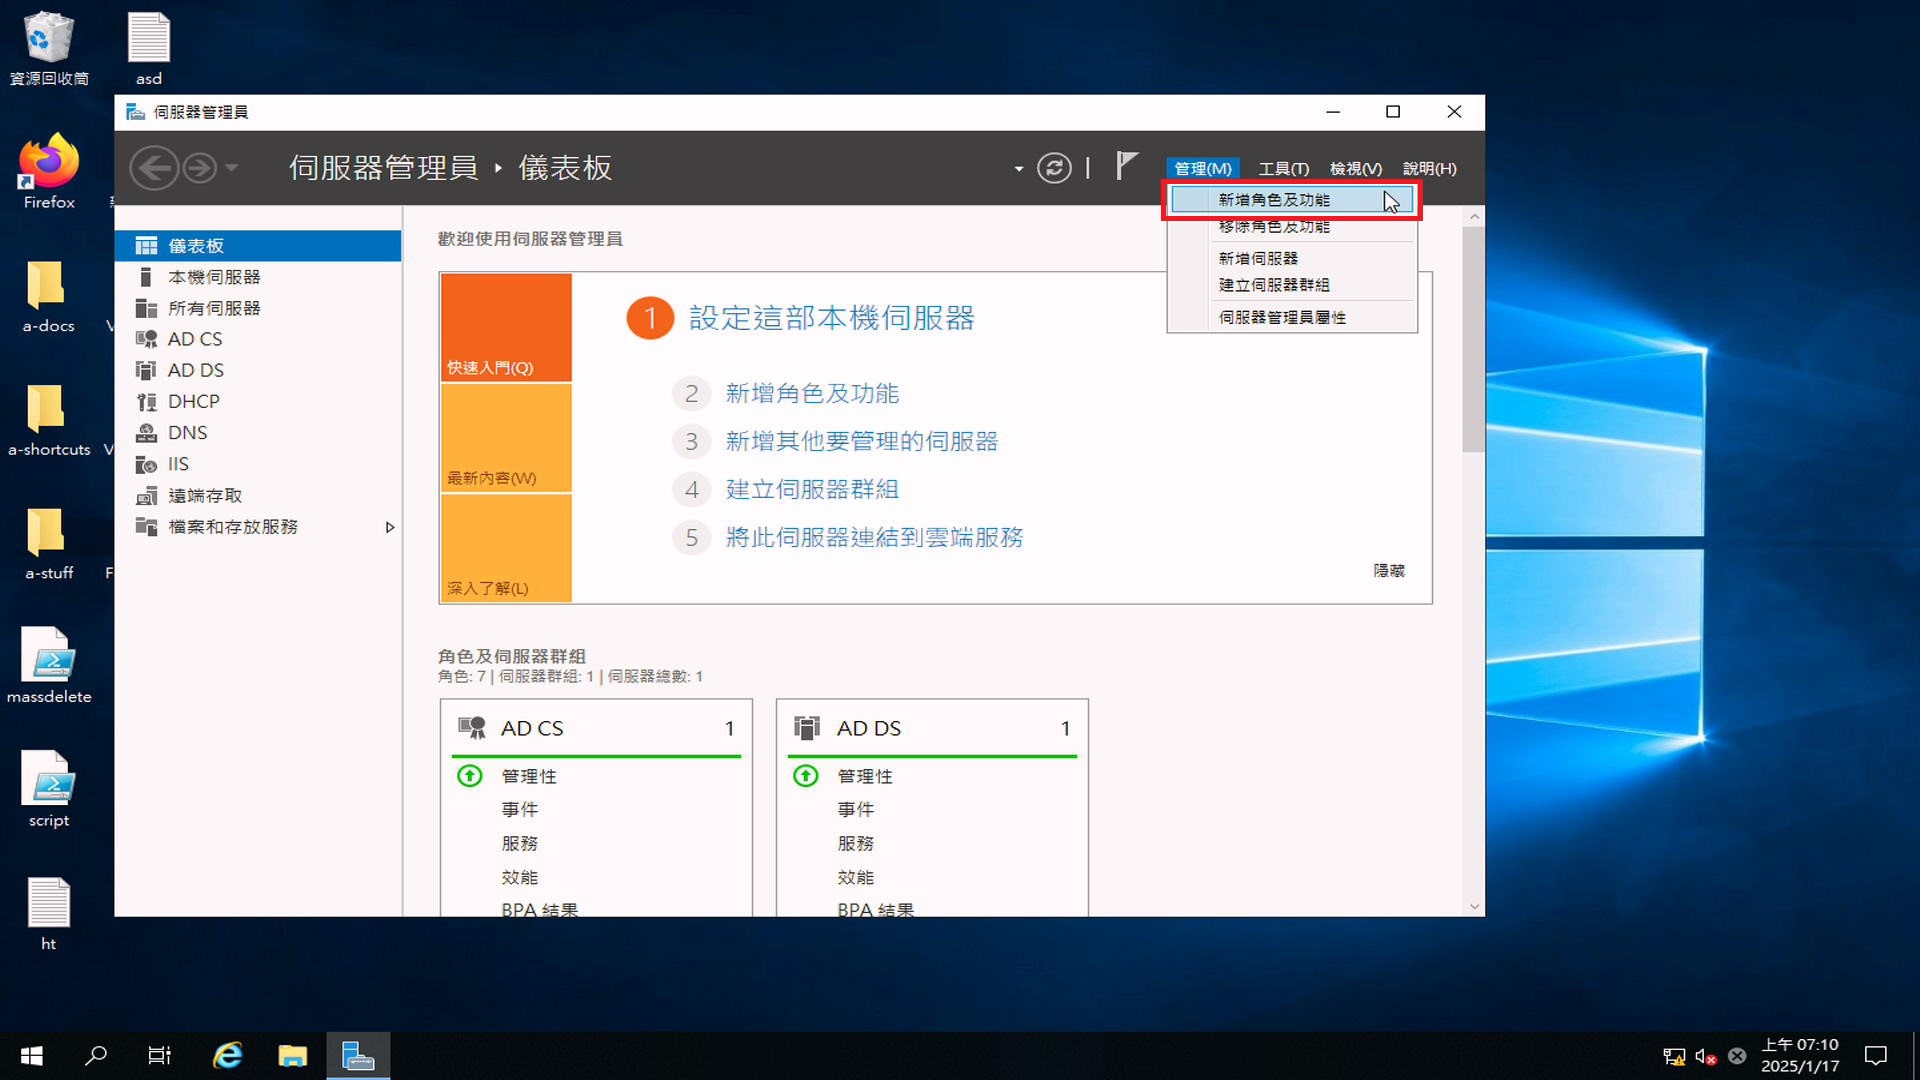 資源回收筒
asd
Firefox
a-docs
a-shortcuts
a-stuff
massdelete
script
ht
伺服器管理員
伺服器管理員 ‣ 儀表板
管理(M)
工具(T)
檢視(V)
說明(H)
新增角色及功能
移除角色及功能
新增伺服器
建立伺服器群組
伺服器管理員屬性
儀表板
本機伺服器
所有伺服器
AD CS
AD DS
DHCP
DNS
IIS
遠端存取
檔案和存放服務
歡迎使用伺服器管理員
快速入門(Q)
最新內容(W)
深入了解(L)
1 設定這部本機伺服器
2 新增角色及功能
3 新增其他要管理的伺服器
4 建立伺服器群組
5 將此伺服器連結到雲端服務
隱藏
角色及伺服器群組
角色: 7 | 伺服器群組: 1 | 伺服器總數: 1
AD CS 1
管理性
事件
服務
效能
BPA 結果
AD DS 1
管理性
事件
服務
效能
BPA 結果
上午 07:10
2025/1/17